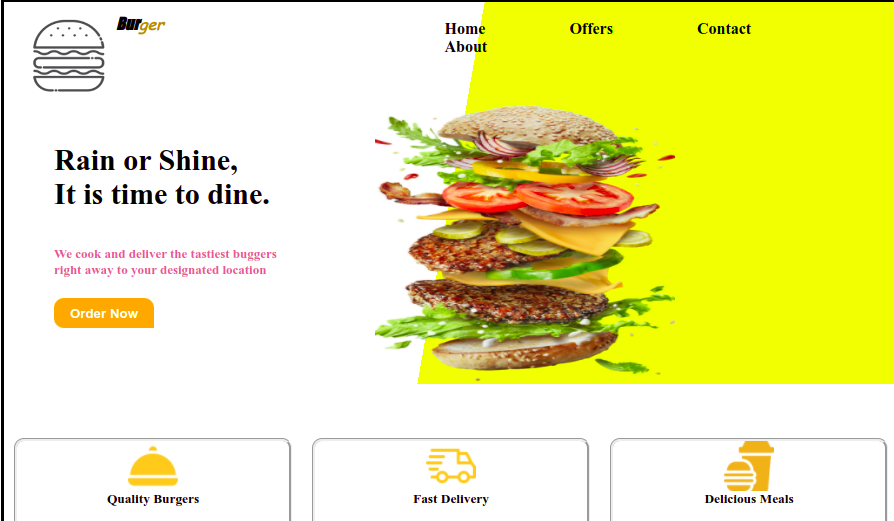 Burger
Home Offers Contact
About
Rain or Shine,
It is time to dine.
We cook and deliver the tastiest buggers
right away to your designated location
Order Now
Quality Burgers
Fast Delivery
Delicious Meals